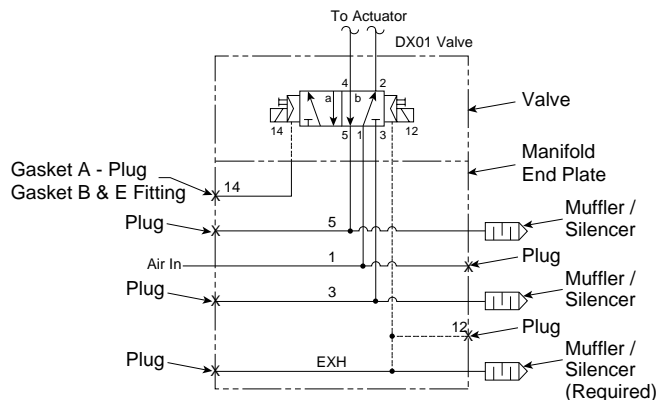 To Actuator
DX01 Valve
4 2
a b
14 5 1 3 12
Valve
Manifold
End Plate
Gasket A - Plug
Gasket B & E Fitting
14
Plug
5
Muffler /
Silencer
Air In
1
Plug
Plug
3
Muffler /
Silencer
12
Plug
Plug
EXH
Muffler /
Silencer
(Required)